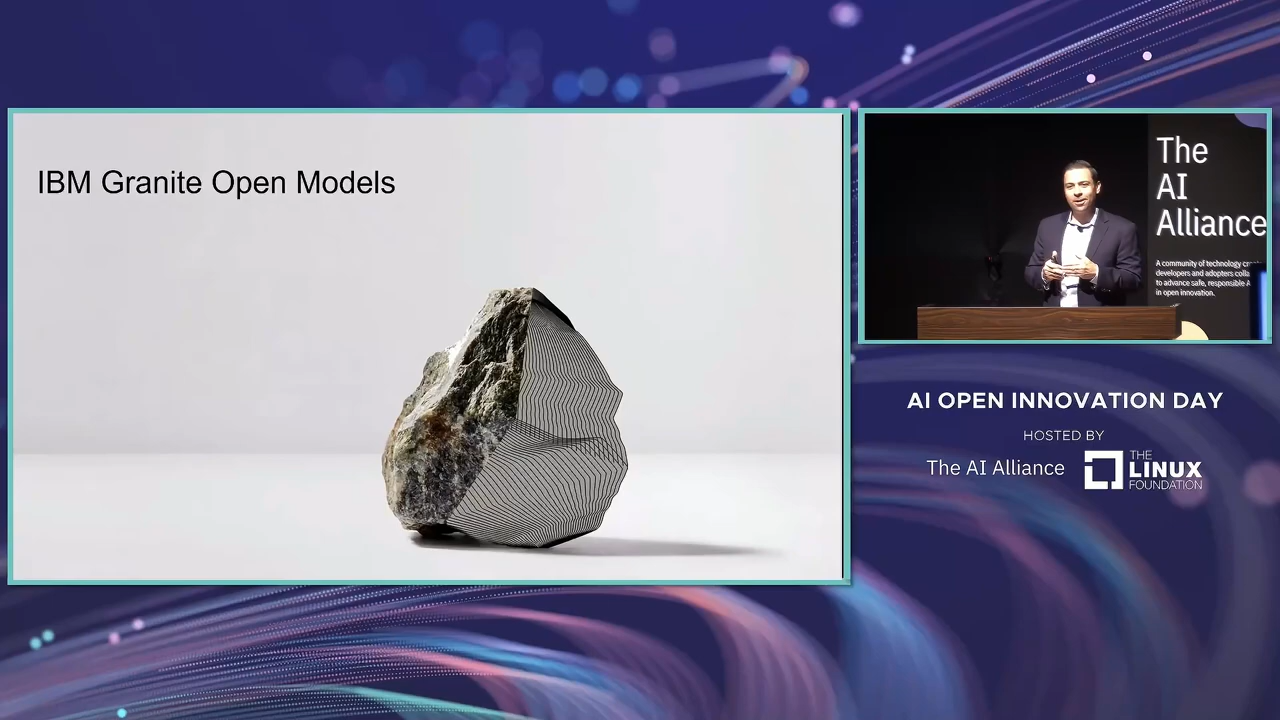 IBM Granite Open Models
The
AI
Alliance
A community of technology
developers and adopters
to advance safe, responsible
in open innovation.
AI OPEN INNOVATION DAY
HOSTED BY
The AI Alliance
THE
LINUX
FOUNDATION